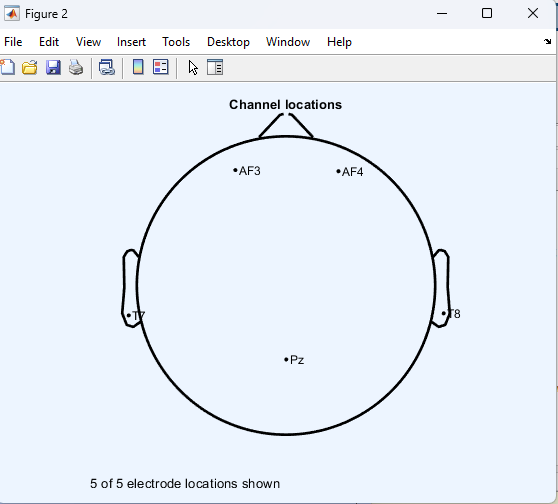 Figure 2
File Edit View Insert Tools Desktop Window Help
Channel locations
AF3 AF4
T7 T8
Pz
5 of 5 electrode locations shown